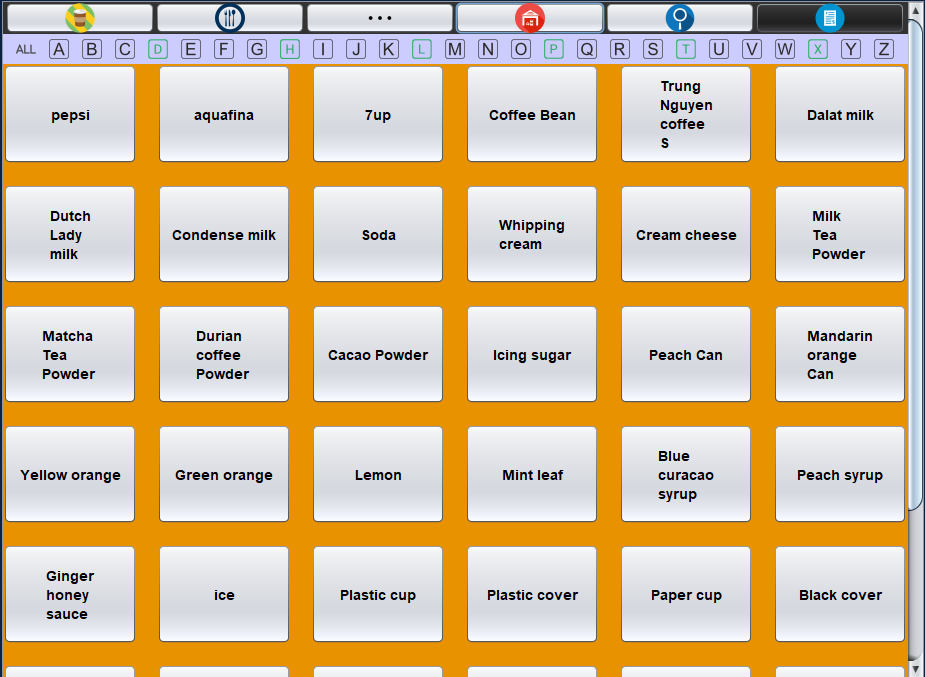 ...
ALL A B C D E F G H I J K L M N O P Q R S T U V W X Y Z
pepsi
aquafina
7up
Coffee Bean
Trung
Nguyen
coffee
S
Dalat milk
Dutch
Lady
milk
Condense milk
Soda
Whipping
cream
Cream cheese
Milk
Tea
Powder
Matcha
Tea
Powder
Durian
coffee
Powder
Cacao Powder
Icing sugar
Peach Can
Mandarin
orange
Can
Yellow orange
Green orange
Lemon
Mint leaf
Blue
curacao
syrup
Peach syrup
Ginger
honey
sauce
ice
Plastic cup
Plastic cover
Paper cup
Black cover